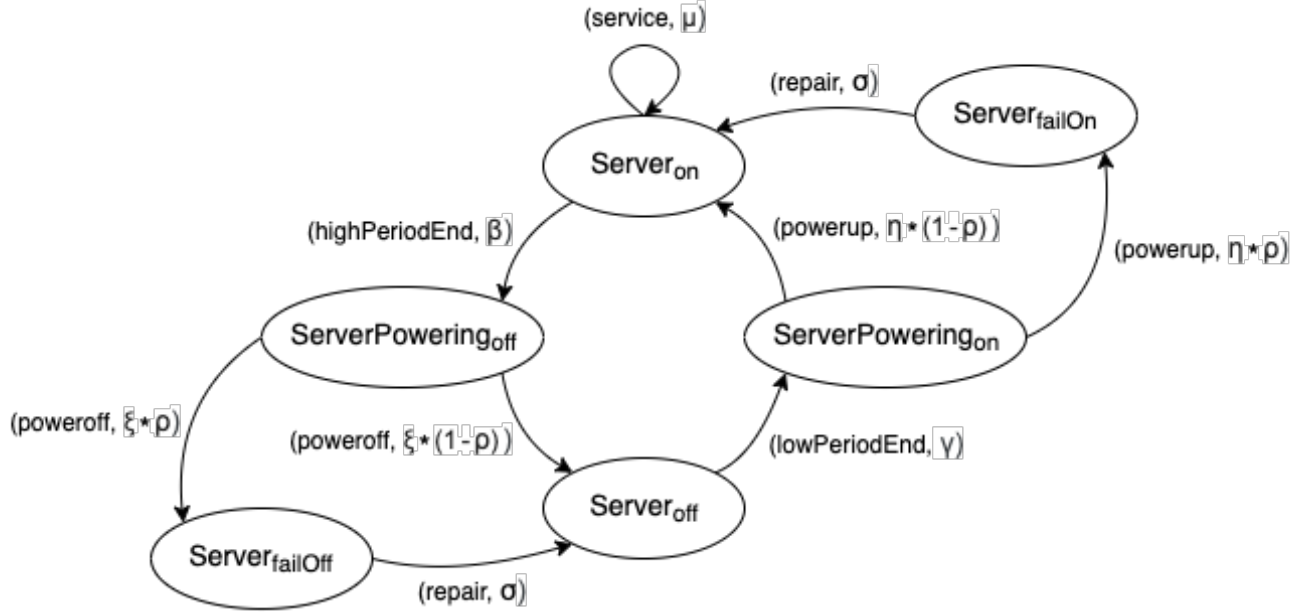 (service, μ)
(repair, σ)
Server_failOn
Server_on
(highPeriodEnd, β)
(powerup, η*(1-ρ))
(powerup, η*ρ)
ServerPowering_off
ServerPowering_on
(poweroff, ξ*ρ)
(poweroff, ξ*(1-ρ))
(lowPeriodEnd, γ)
Server_off
Server_failOff
(repair, σ)